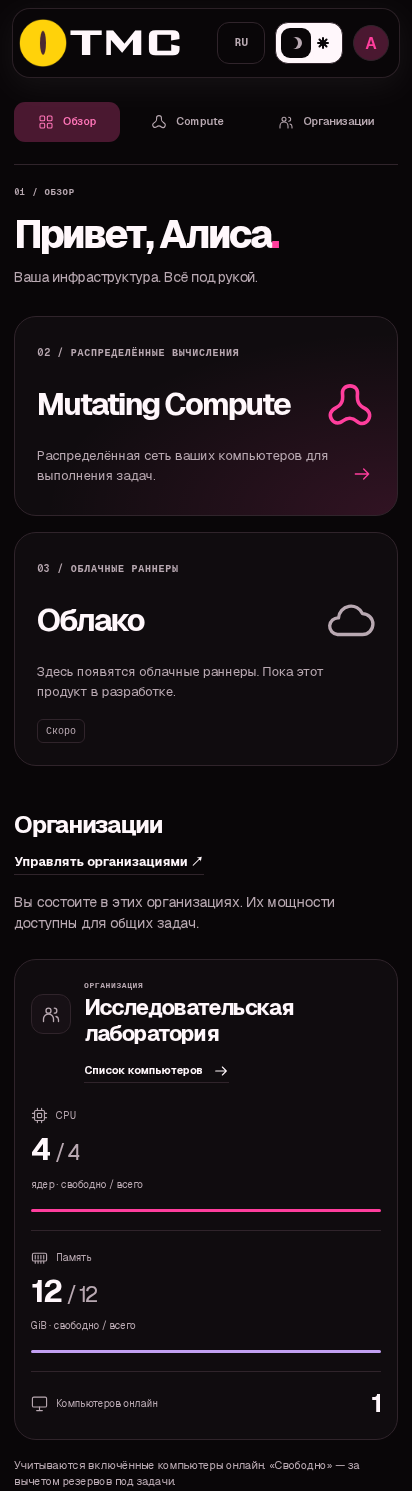 TMC
RU
A
Обзор
Compute
Организации
01 / ОБЗОР
Привет, Алиса.
Ваша инфраструктура. Всё под рукой.
02 / РАСПРЕДЕЛЁННЫЕ ВЫЧИСЛЕНИЯ
Mutating Compute
Распределённая сеть ваших компьютеров для
выполнения задач.
03 / ОБЛАЧНЫЕ РАННЕРЫ
Облако
Здесь появятся облачные раннеры. Пока этот
продукт в разработке.
Скоро
Организации
Управлять организациями ↗
Вы состоите в этих организациях. Их мощности
доступны для общих задач.
ОРГАНИЗАЦИЯ
Исследовательская
лаборатория
Список компьютеров →
CPU
4 / 4
ядер · свободно / всего
Память
12 / 12
GiB · свободно / всего
Компьютеров онлайн 1
Учитываются включённые компьютеры онлайн. «Свободно» — за
вычетом резервов под задачи.